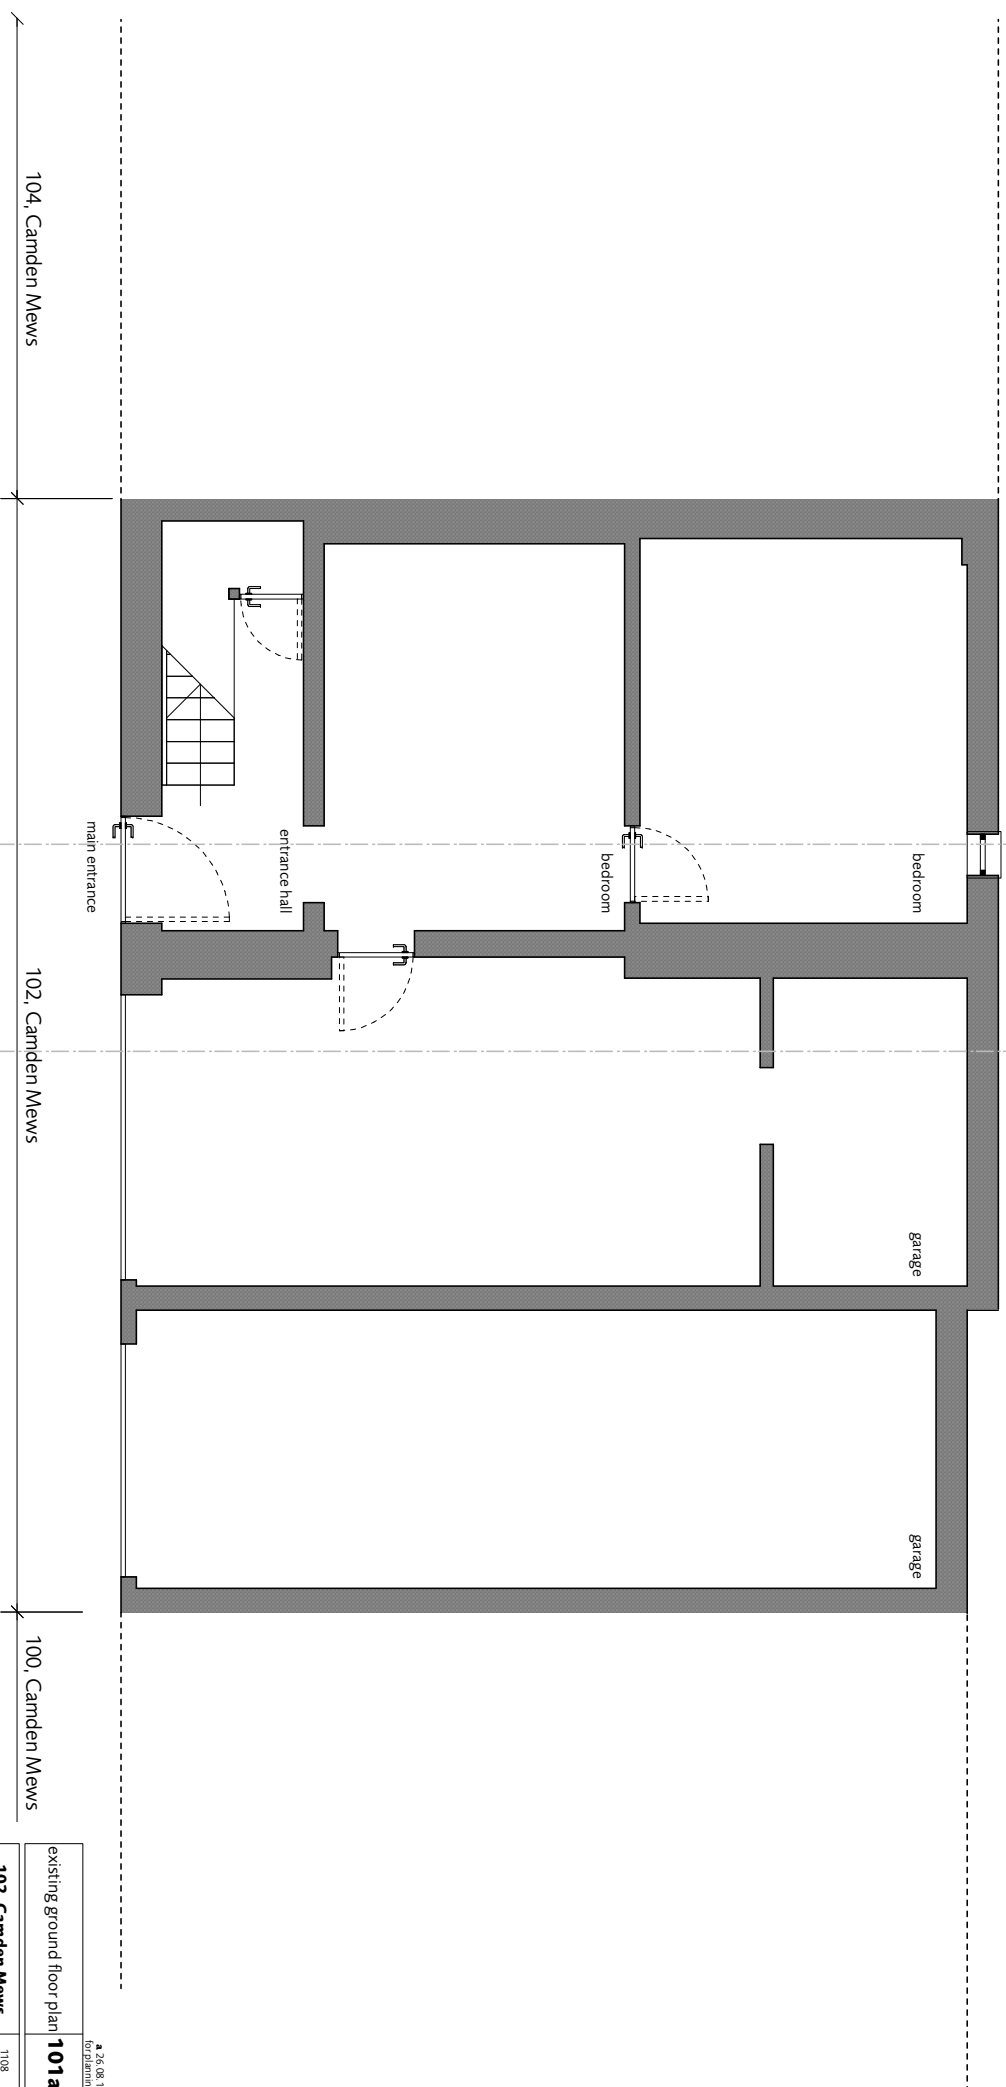 bedroom
bedroom
garage
garage
entrance hall
main entrance
104, Camden Mews
102, Camden Mews
100, Camden Mews
a 26.08.1
for plannin
existing ground floor plan
101a
102, Camden Mews
1108